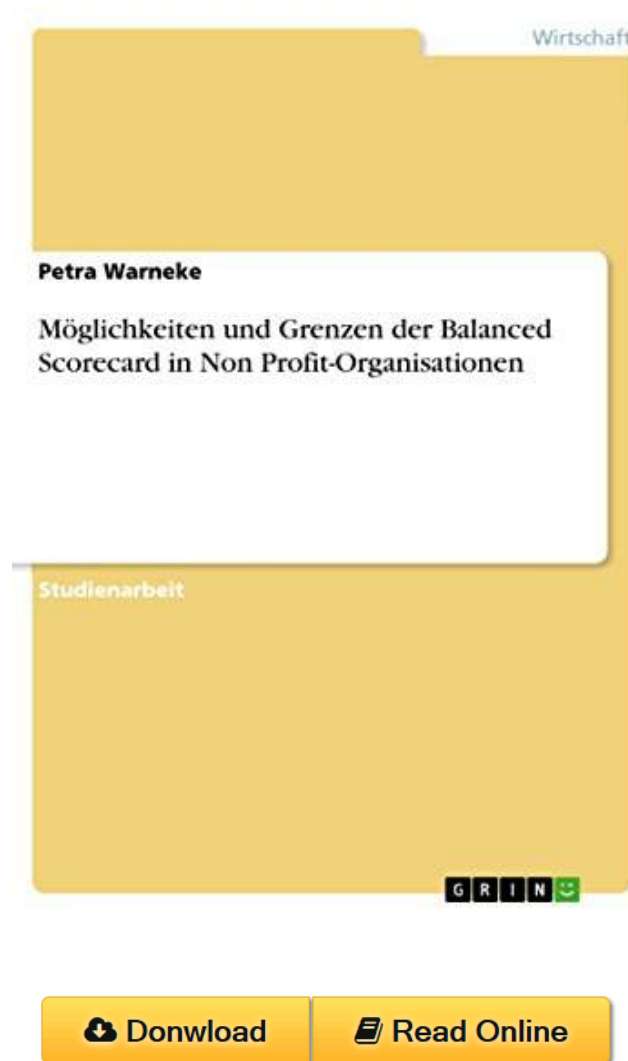 Wirtschaft
Petra Warneke
Möglichkeiten und Grenzen der Balanced
Scorecard in Non Profit-Organisationen
Studienarbeit
GRIN
Donwload Read Online